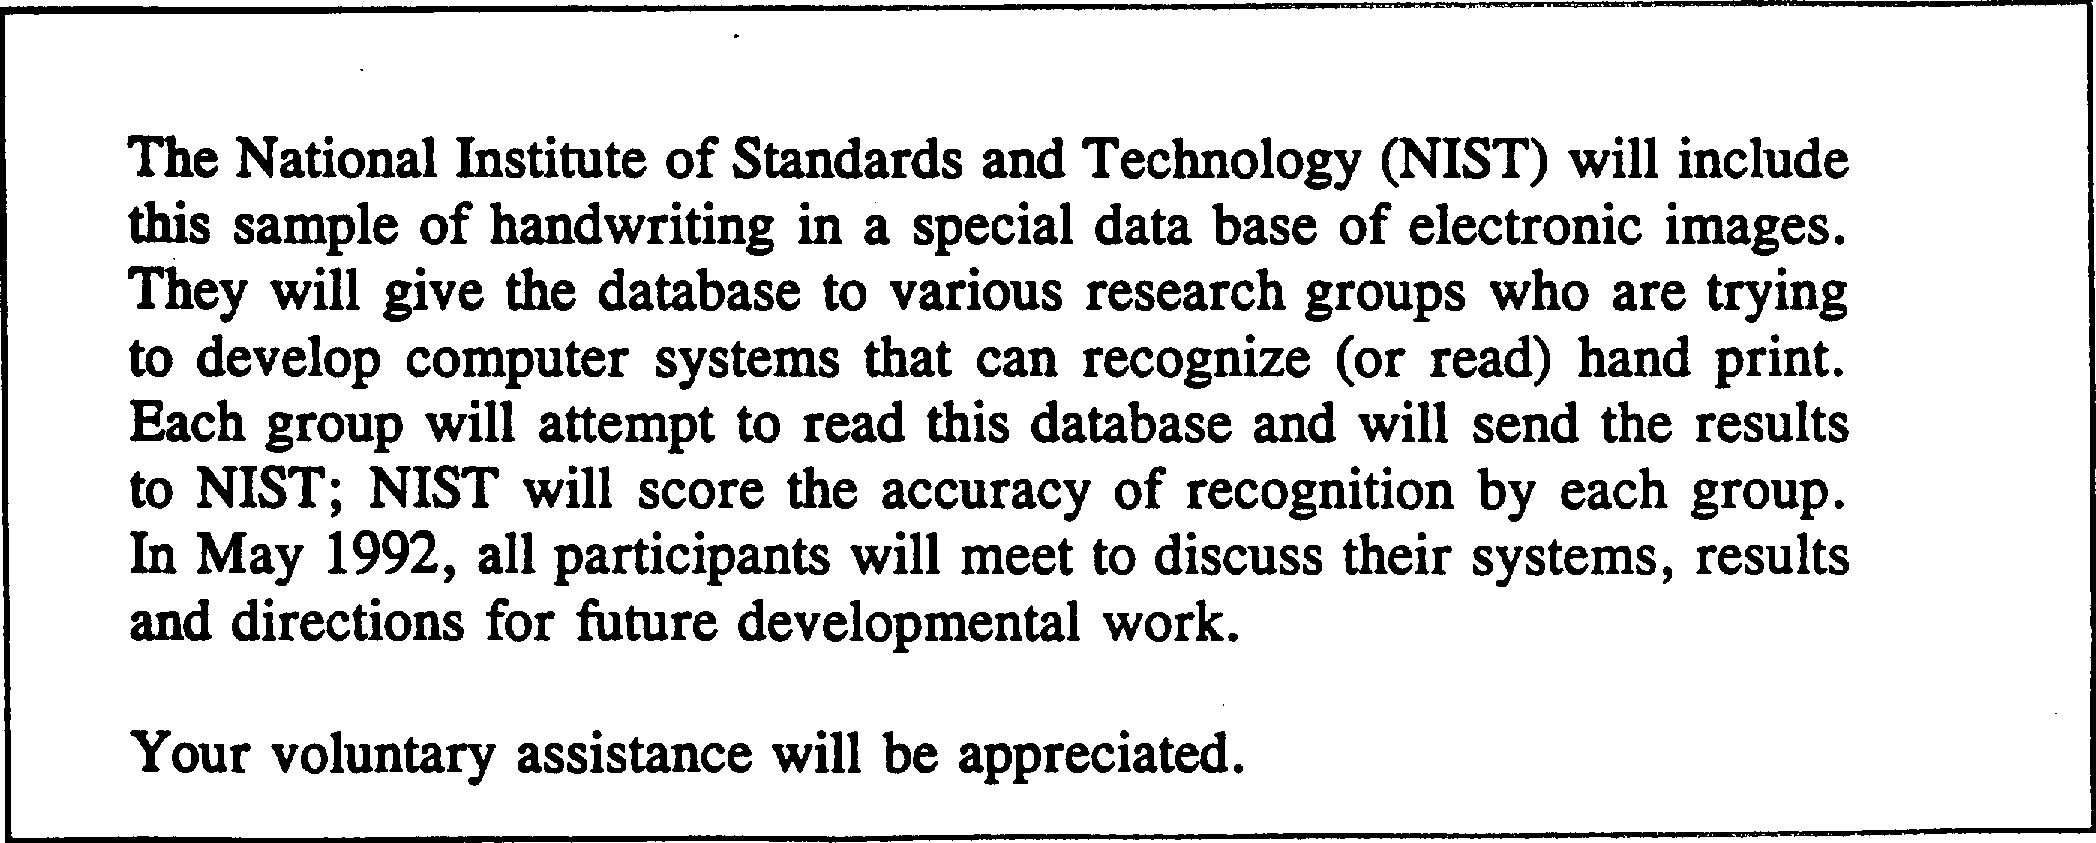 The National Institute of Standards and Technology (NIST) will include
this sample of handwriting in a special data base of electronic images.
They will give the database to various research groups who are trying
to develop computer systems that can recognize (or read) hand print.
Each group will attempt to read this database and will send the results
to NIST; NIST will score the accuracy of recognition by each group.
In May 1992, all participants will meet to discuss their systems, results
and directions for future developmental work.
Your voluntary assistance will be appreciated.